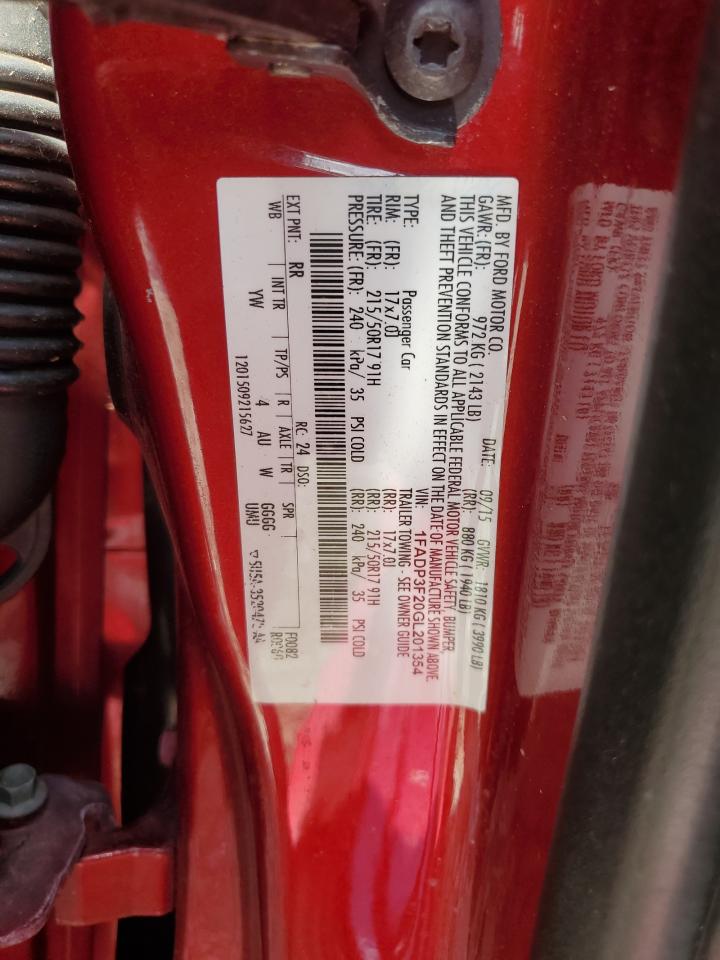 MFD. BY FORD MOTOR CO.
DATE: 09/15 GVWR: 1810 KG ( 3990 LB)
GAWR: (FR): 972 KG ( 2143 LB) (RR): 880 KG ( 1940 LB)
THIS VEHICLE CONFORMS TO ALL APPLICABLE FEDERAL MOTOR VEHICLE SAFETY, BUMPER,
AND THEFT PREVENTION STANDARDS IN EFFECT ON THE DATE OF MANUFACTURE SHOWN ABOVE.
VIN: 1FADP3F20GL201354
TYPE: Passenger Car TRAILER TOWING - SEE OWNER GUIDE
RIM: (FR): 17x7.0J (RR): 17x7.0J
TIRE: (FR): 215/50R17 91H (RR): 215/50R17 91H
PRESSURE: (FR): 240 kPa/ 35 PSI COLD (RR): 240 kPa/ 35 PSI COLD
EXT PNT: RR RC: 24 DSO: F0082
WB INT TR TP/PS R AXLE TR SPR
YW 4 AU W GGGG
UMU
1201509215627